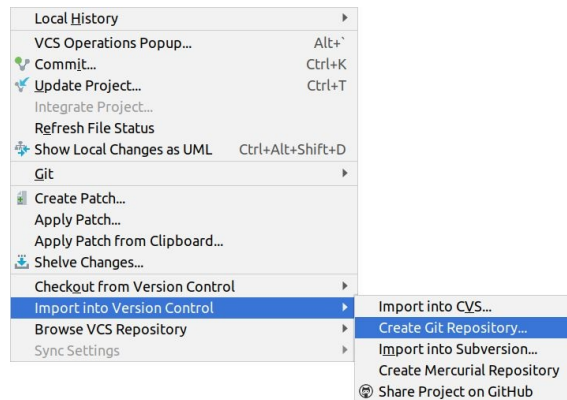 Local History
VCS Operations Popup... Alt+`
Commit... Ctrl+K
Update Project... Ctrl+T
Integrate Project...
Refresh File Status
Show Local Changes as UML Ctrl+Alt+Shift+D
Git
Create Patch...
Apply Patch...
Apply Patch from Clipboard...
Shelve Changes...
Checkout from Version Control
Import into Version Control
Browse VCS Repository
Sync Settings
Import into CVS...
Create Git Repository...
Import into Subversion...
Create Mercurial Repository
Share Project on GitHub